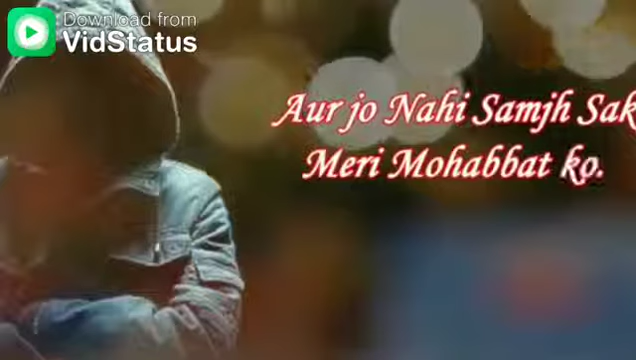 Download from
VidStatus
Aur jo Nahi Samjh Sak
Meri Mohabbat ko.